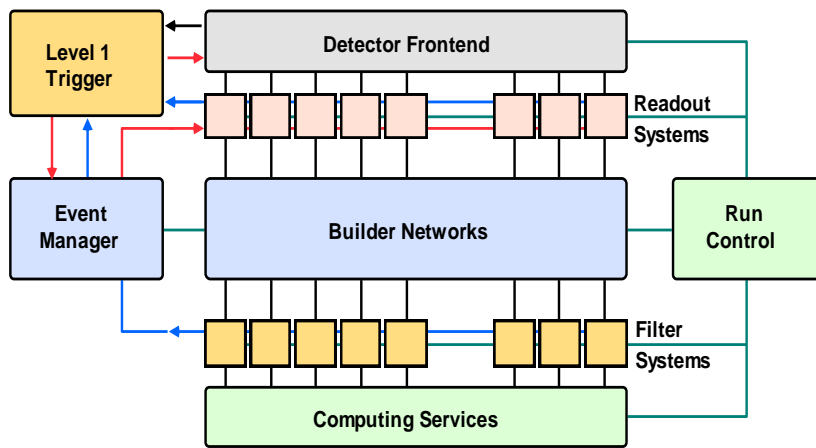 Level 1
Trigger
Detector Frontend
Readout
Systems
Event
Manager
Builder Networks
Run
Control
Filter
Systems
Computing Services